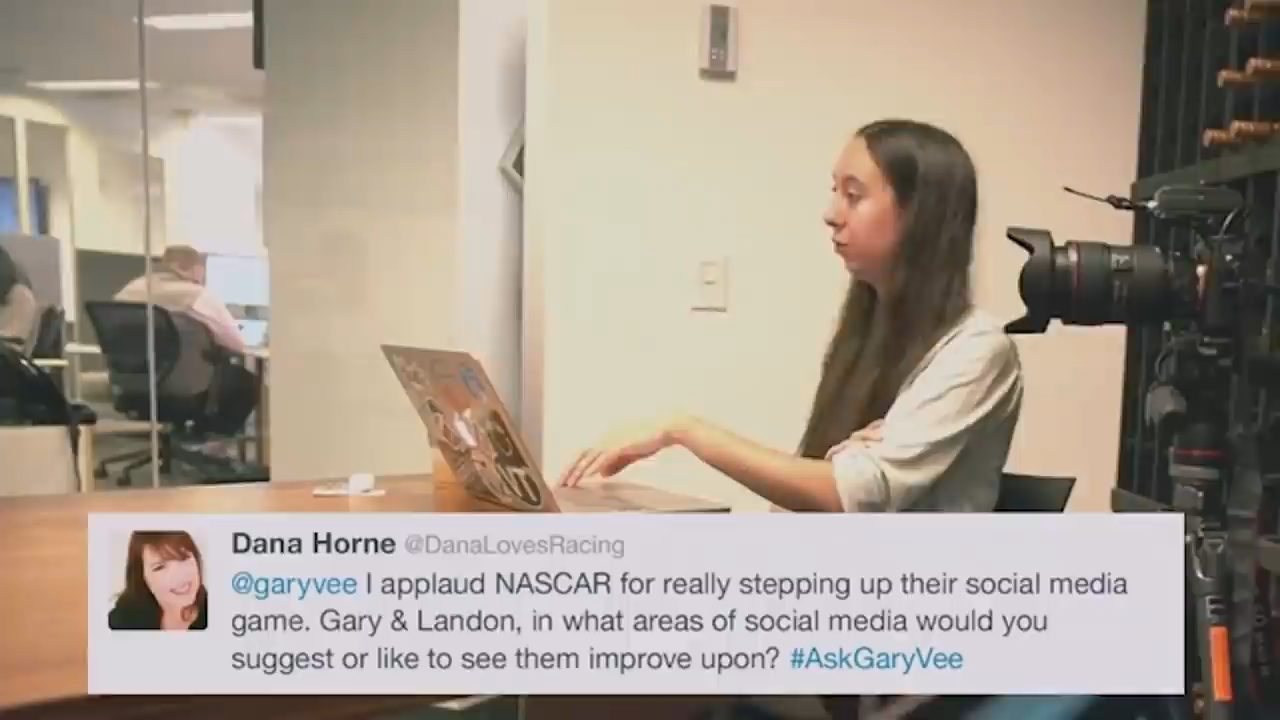 Dana Horne @DanaLovesRacing
@garyvee I applaud NASCAR for really stepping up their social media
game. Gary & Landon, in what areas of social media would you
suggest or like to see them improve upon? #AskGaryVee